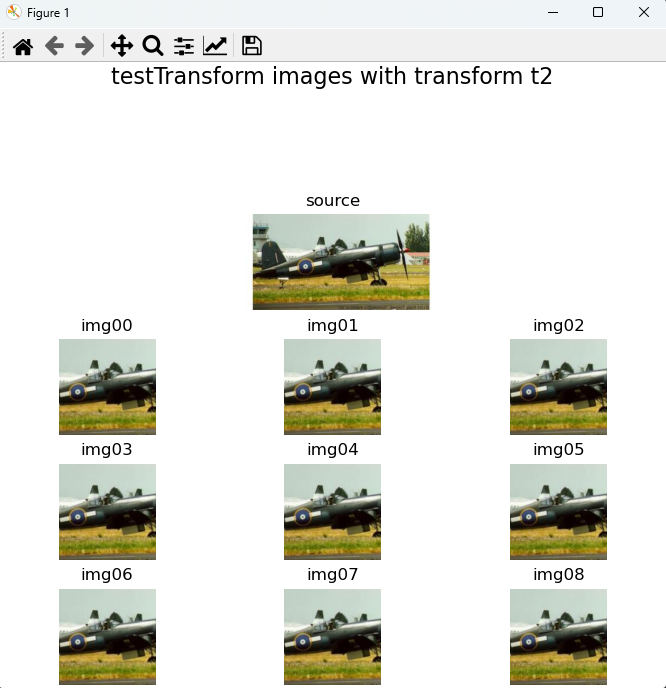 Figure 1
testTransform images with transform t2
source
img00 img01 img02
img03 img04 img05
img06 img07 img08